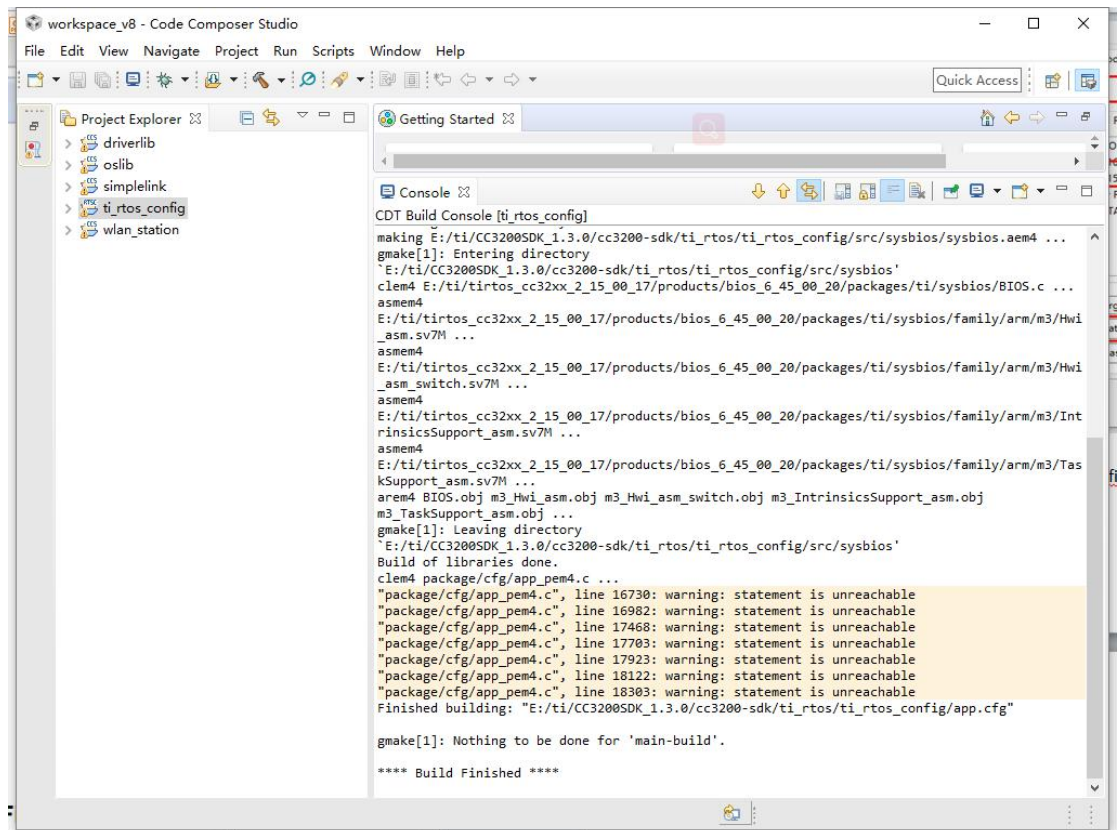 workspace_v8 - Code Composer Studio
File Edit View Navigate Project Run Scripts Window Help
Quick Access
Project Explorer
driverlib
oslib
simplelink
ti_rtos_config
wlan_station
Getting Started
Console
CDT Build Console [ti_rtos_config]
making E:/ti/CC3200SDK_1.3.0/cc3200-sdk/ti_rtos/ti_rtos_config/src/sysbios/sysbios.aem4 ...
gmake[1]: Entering directory
`E:/ti/CC3200SDK_1.3.0/cc3200-sdk/ti_rtos/ti_rtos_config/src/sysbios'
clem4 E:/ti/tirtos_cc32xx_2_15_00_17/products/bios_6_45_00_20/packages/ti/sysbios/BIOS.c ...
asmem4
E:/ti/tirtos_cc32xx_2_15_00_17/products/bios_6_45_00_20/packages/ti/sysbios/family/arm/m3/Hwi
_asm.sv7M ...
asmem4
E:/ti/tirtos_cc32xx_2_15_00_17/products/bios_6_45_00_20/packages/ti/sysbios/family/arm/m3/Hwi
_asm_switch.sv7M ...
asmem4
E:/ti/tirtos_cc32xx_2_15_00_17/products/bios_6_45_00_20/packages/ti/sysbios/family/arm/m3/Int
rinsicsSupport_asm.sv7M ...
asmem4
E:/ti/tirtos_cc32xx_2_15_00_17/products/bios_6_45_00_20/packages/ti/sysbios/family/arm/m3/Tas
kSupport_asm.sv7M ...
arem4 BIOS.obj m3_Hwi_asm.obj m3_Hwi_asm_switch.obj m3_IntrinsicsSupport_asm.obj
m3_TaskSupport_asm.obj ...
gmake[1]: Leaving directory
`E:/ti/CC3200SDK_1.3.0/cc3200-sdk/ti_rtos/ti_rtos_config/src/sysbios'
Build of libraries done.
clem4 package/cfg/app_pem4.c ...
"package/cfg/app_pem4.c", line 16730: warning: statement is unreachable
"package/cfg/app_pem4.c", line 16982: warning: statement is unreachable
"package/cfg/app_pem4.c", line 17468: warning: statement is unreachable
"package/cfg/app_pem4.c", line 17703: warning: statement is unreachable
"package/cfg/app_pem4.c", line 17923: warning: statement is unreachable
"package/cfg/app_pem4.c", line 18122: warning: statement is unreachable
"package/cfg/app_pem4.c", line 18303: warning: statement is unreachable
Finished building: "E:/ti/CC3200SDK_1.3.0/cc3200-sdk/ti_rtos/ti_rtos_config/app.cfg"
gmake[1]: Nothing to be done for 'main-build'.
**** Build Finished ****